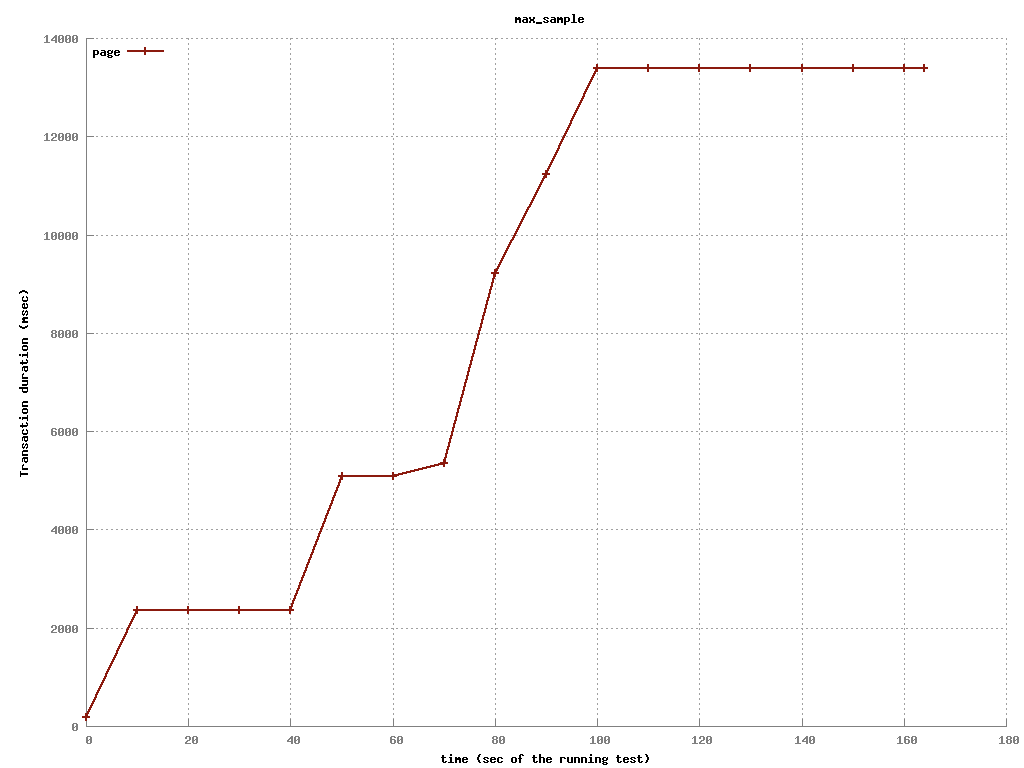 max_sample
14000
page
12000
10000
8000
6000
4000
2000
0
Transaction duration (msec)
0 20 40 60 80 100 120 140 160 180
time (sec of the running test)